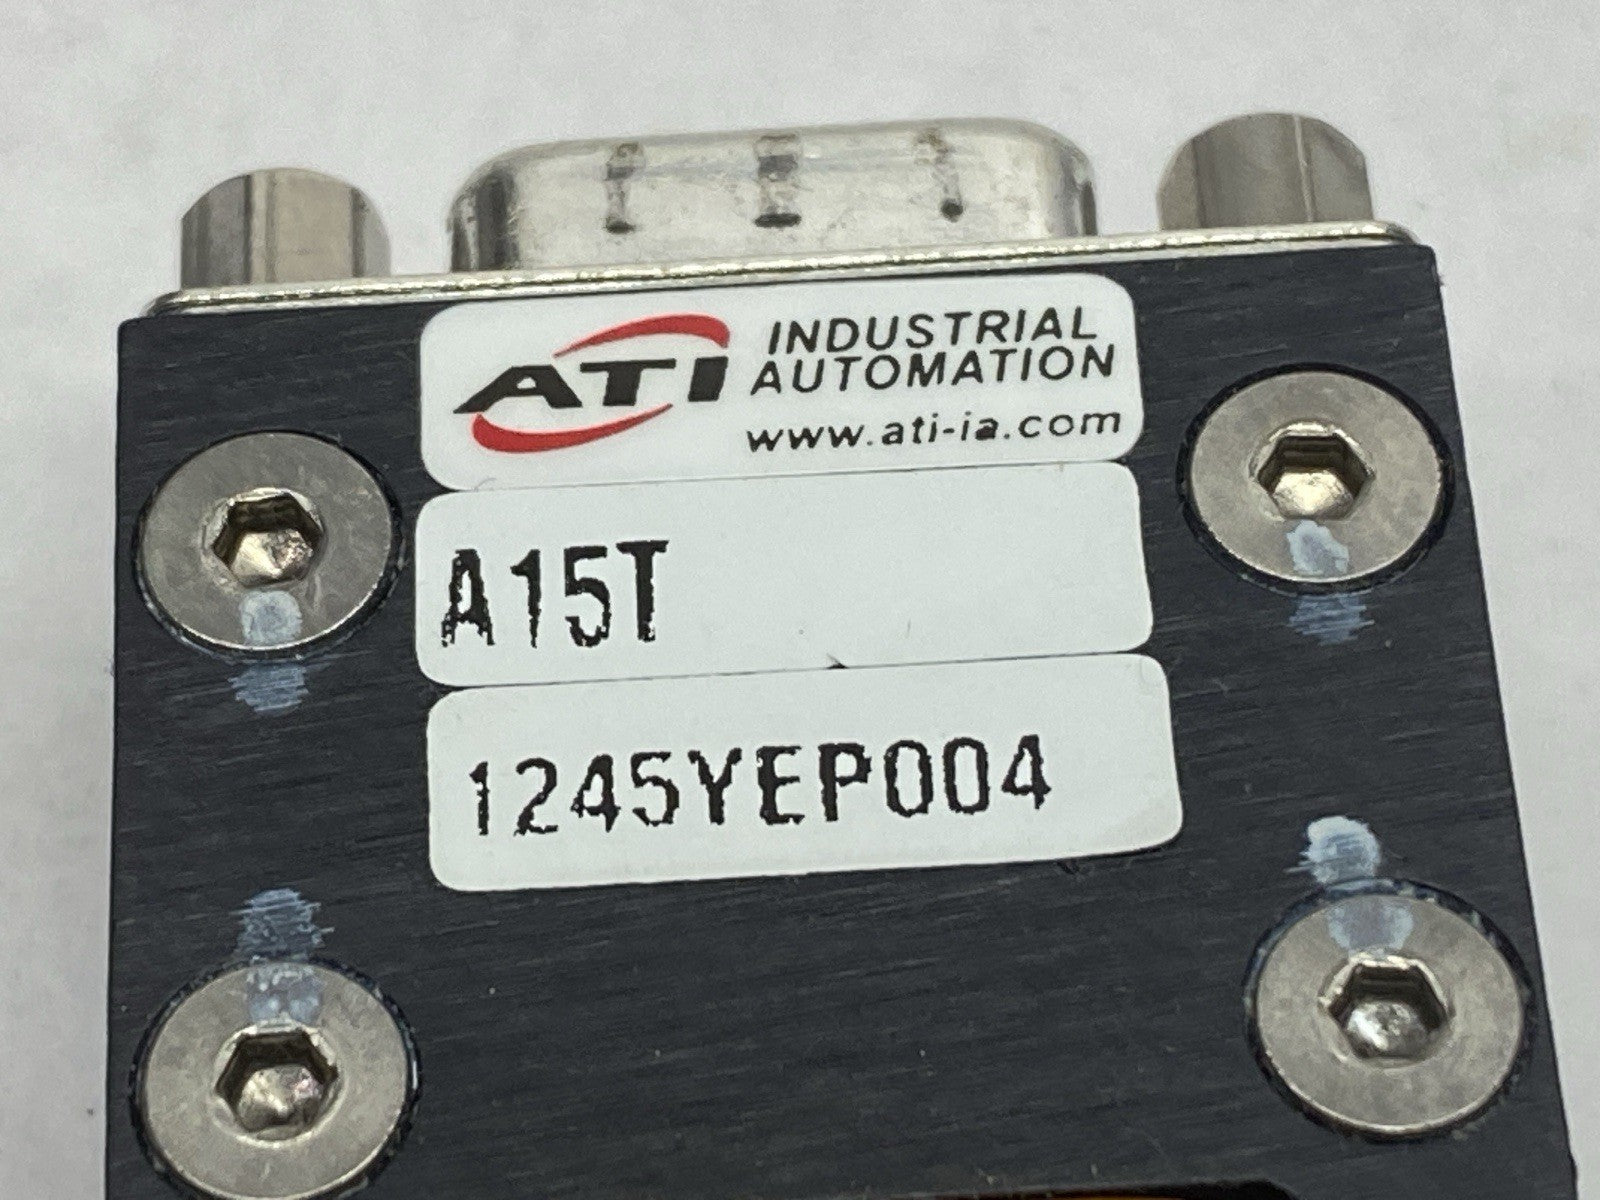 ATI INDUSTRIAL
AUTOMATION
www.ati-ia.com
A15T
1245YEP004